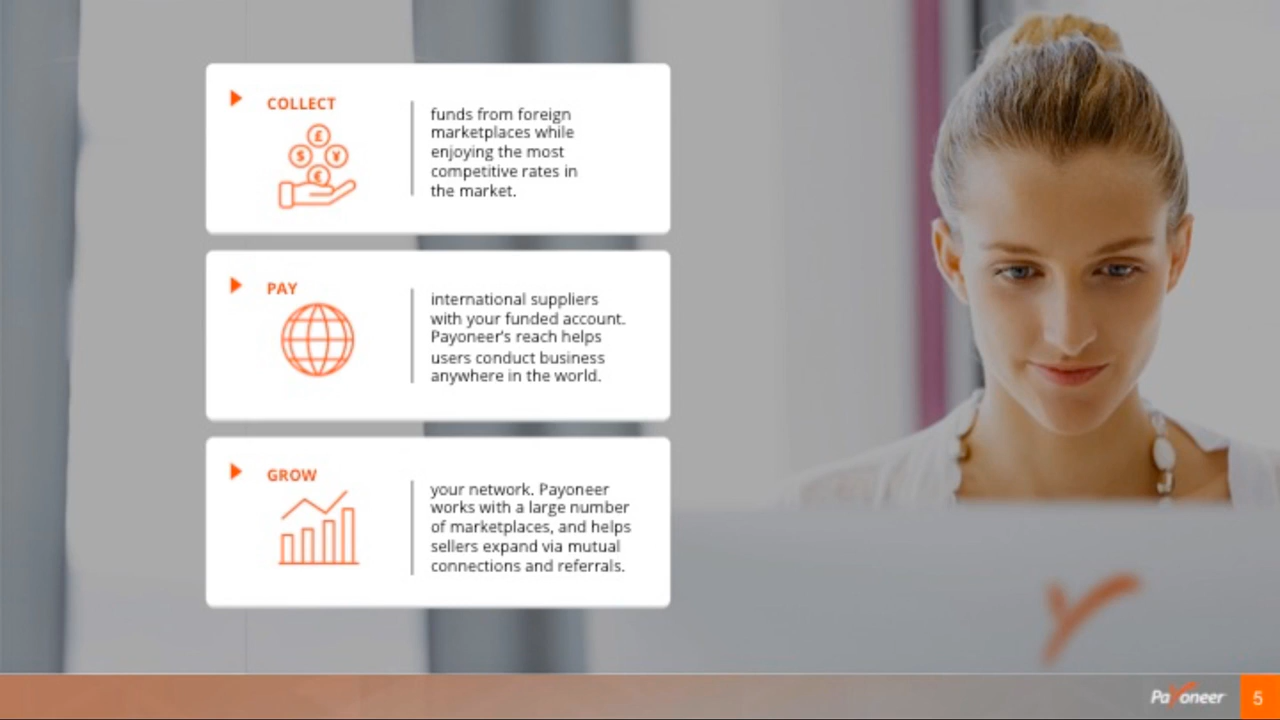 COLLECT
funds from foreign
marketplaces while
enjoying the most
competitive rates in
the market.
PAY
international suppliers
with your funded account.
Payoneer's reach helps
users conduct business
anywhere in the world.
GROW
your network. Payoneer
works with a large number
of marketplaces, and helps
sellers expand via mutual
connections and referrals.
Payoneer
5